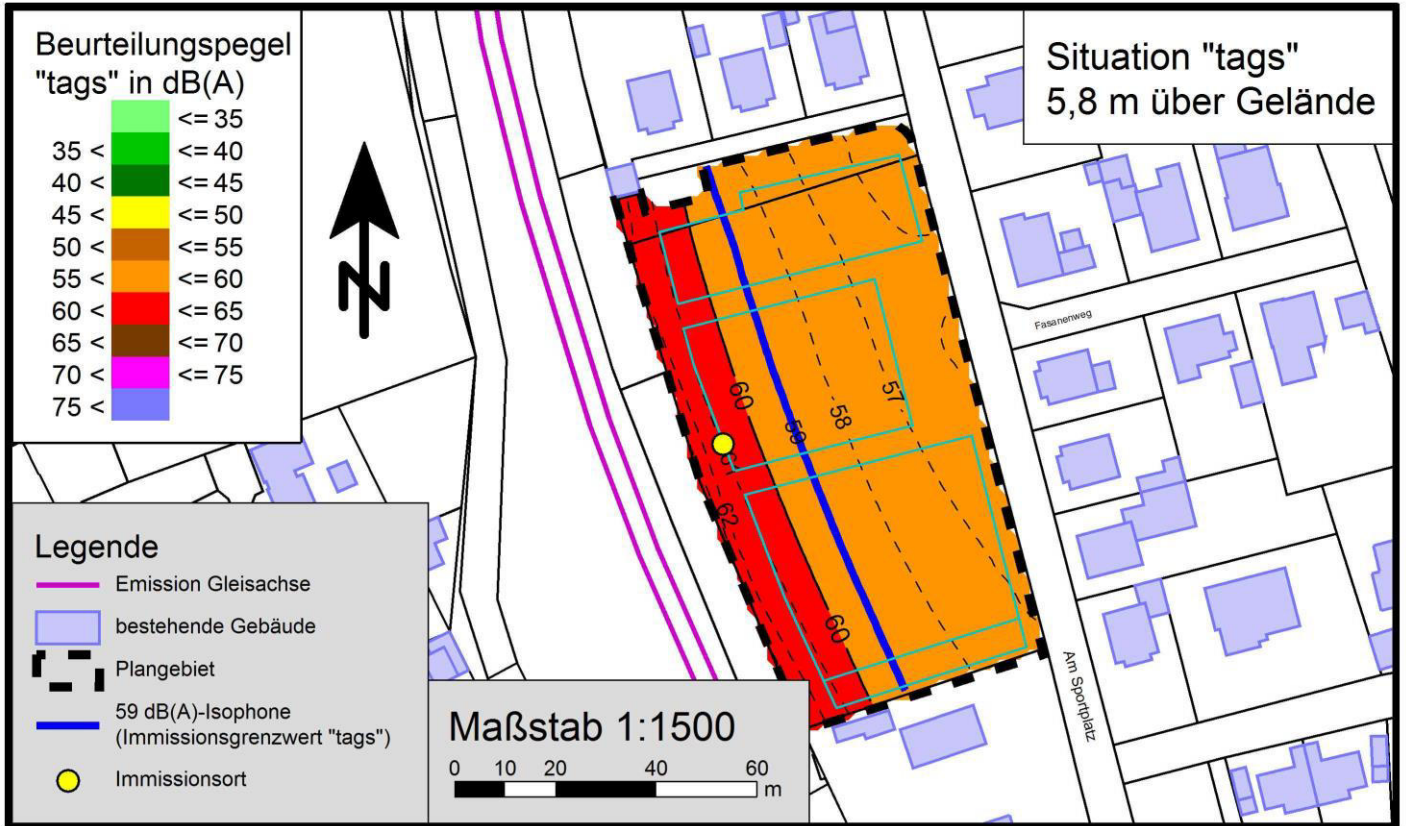 Beurteilungspegel
"tags" in dB(A)
<= 35
35 < <= 40
40 < <= 45
45 < <= 50
50 < <= 55
55 < <= 60
60 < <= 65
65 < <= 70
70 < <= 75
75 <
N
Situation "tags"
5,8 m über Gelände
Fasanenweg
60
59
58
57
62
60
Am Sportplatz
Legende
Emission Gleisachse
bestehende Gebäude
Plangebiet
59 dB(A)-Isophone
(Immissionsgrenzwert "tags")
Immissionsort
Maßstab 1:1500
0 10 20 40 60
m